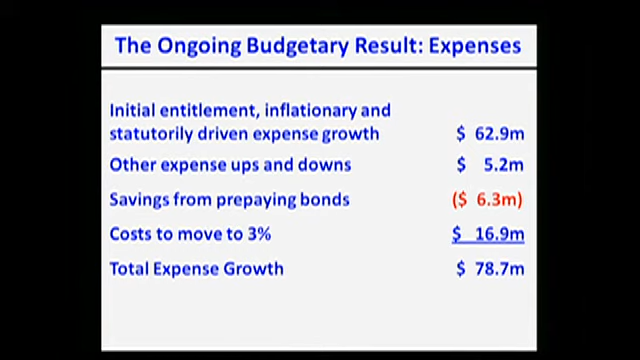 The Ongoing Budgetary Result: Expenses
Initial entitlement, inflationary and
statutorily driven expense growth $ 62.9m
Other expense ups and downs $ 5.2m
Savings from prepaying bonds ($ 6.3m)
Costs to move to 3% $ 16.9m
Total Expense Growth $ 78.7m